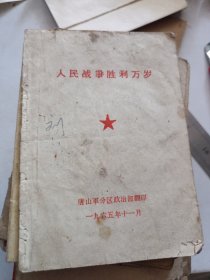 人民战争胜利万岁
刘
唐山军分区政治部翻印
一九六五年十一月